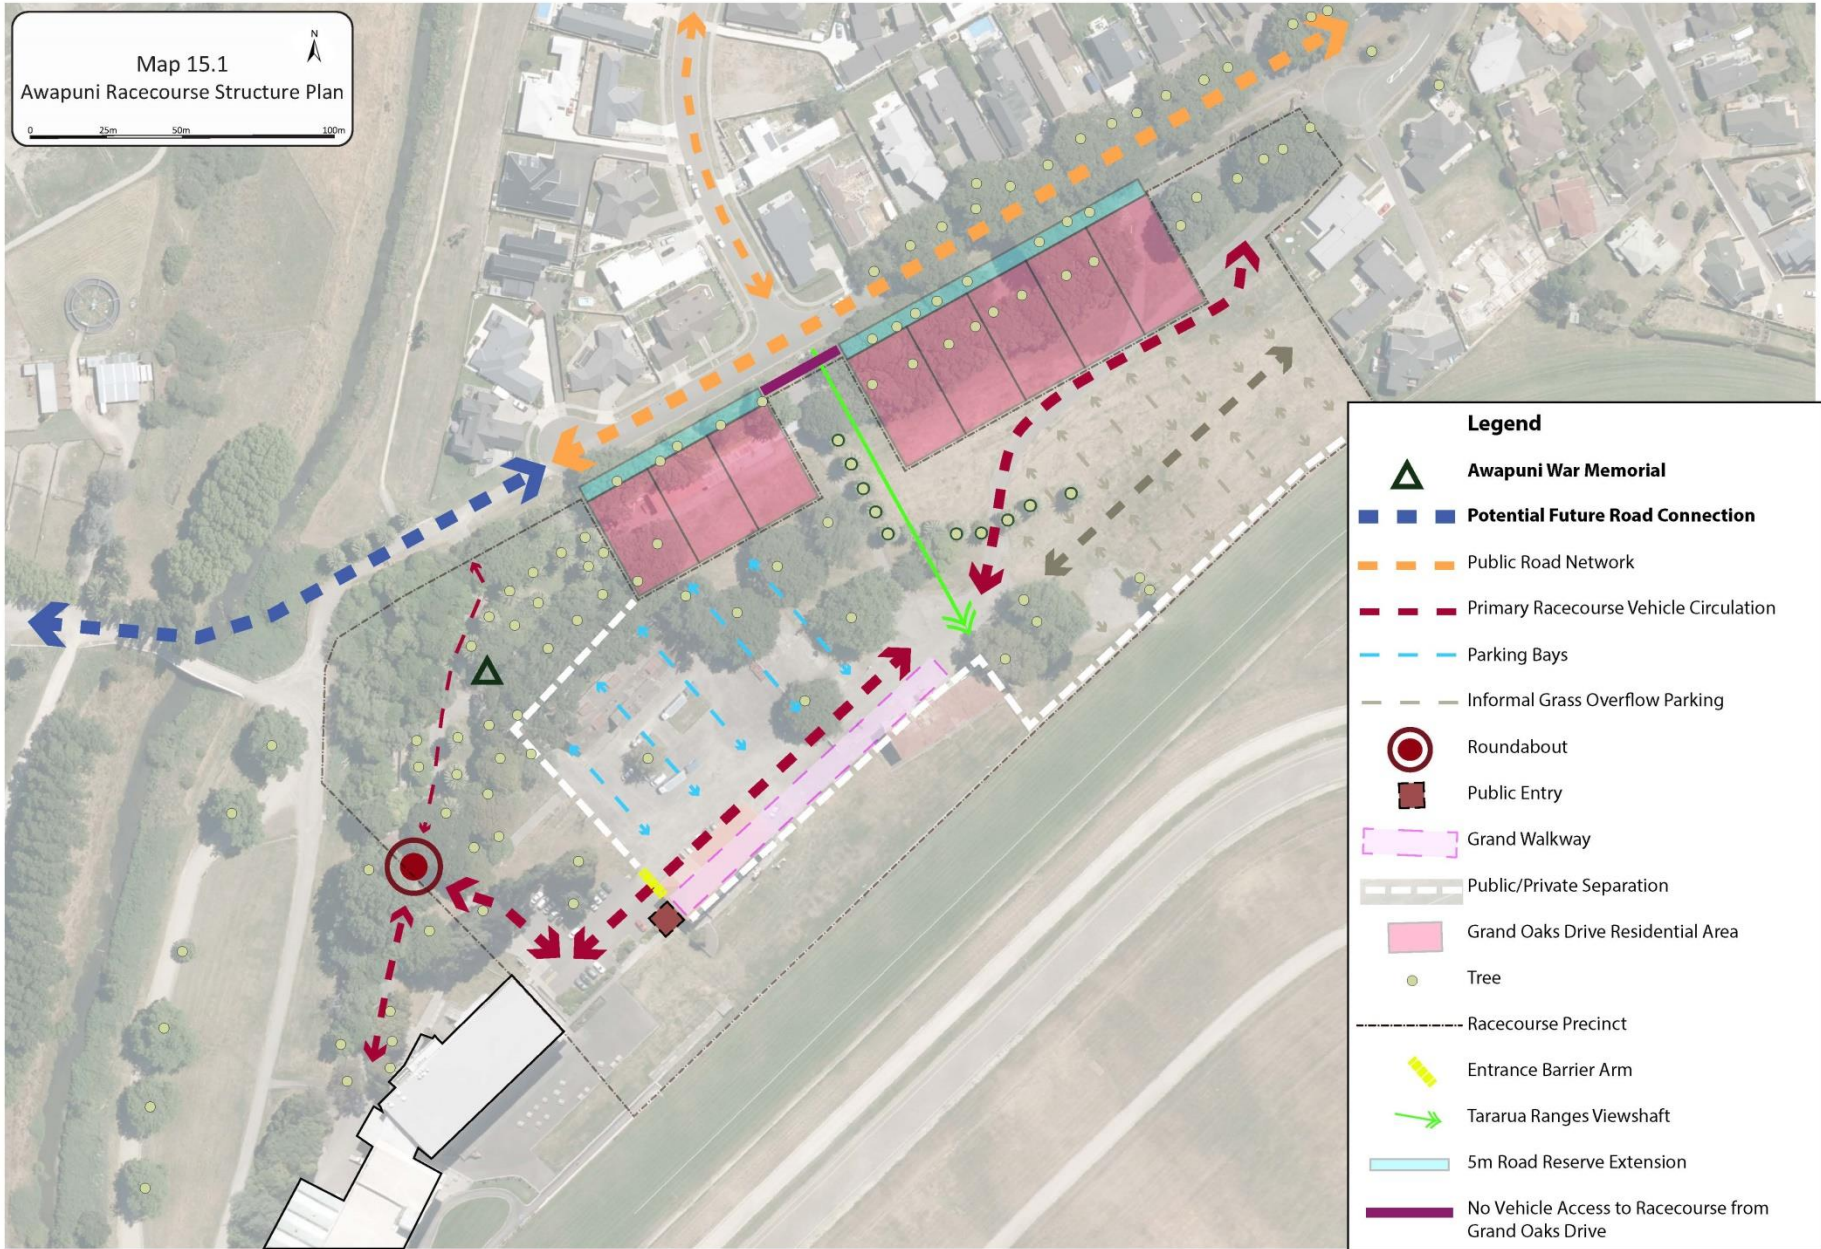 N
Map 15.1
Awapuni Racecourse Structure Plan
0 25m 50m 100m
Legend
Awapuni War Memorial
Potential Future Road Connection
Public Road Network
Primary Racecourse Vehicle Circulation
Parking Bays
Informal Grass Overflow Parking
Roundabout
Public Entry
Grand Walkway
Public/Private Separation
Grand Oaks Drive Residential Area
Tree
Racecourse Precinct
Entrance Barrier Arm
Tararua Ranges Viewshaft
5m Road Reserve Extension
No Vehicle Access to Racecourse from
Grand Oaks Drive